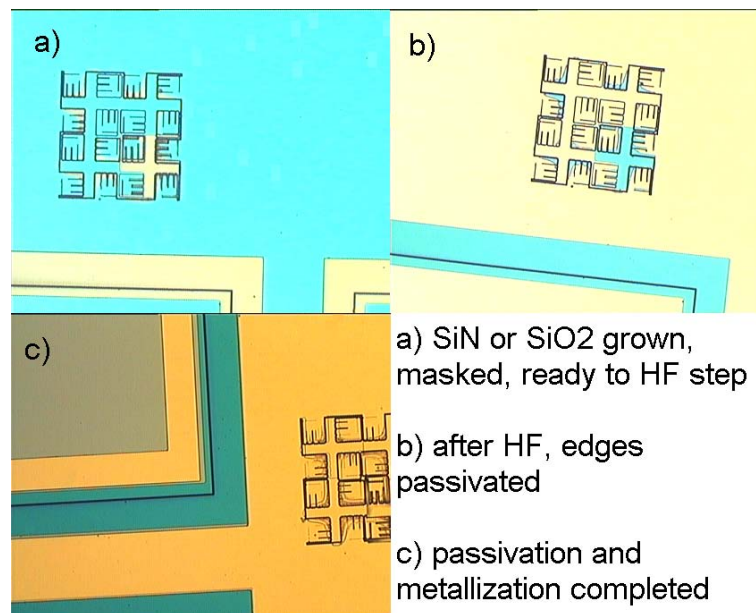 a)
b)
c)
a) SiN or SiO2 grown,
masked, ready to HF step
b) after HF, edges
passivated
c) passivation and
metallization completed